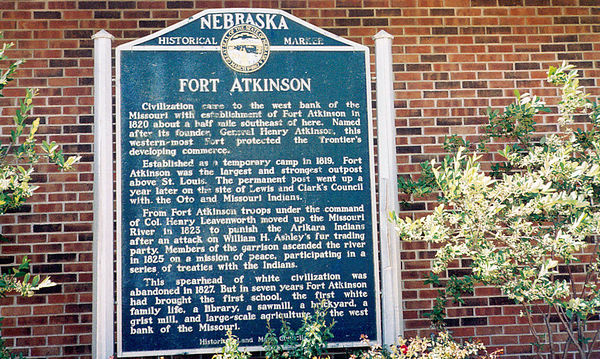 NEBRASKA
HISTORICAL MARKER
FORT ATKINSON
Civilization came to the west bank of the
Missouri with establishment of Fort Atkinson in
1820 about a half mile southeast of here. Named
after its founder, General Henry Atkinson, this
western-most Fort protected the frontier's
developing commerce.
Established as a temporary camp in 1819, Fort
Atkinson was the largest and strongest outpost
above St. Louis. The permanent post went up a
year later on the site of Lewis and Clark's Council
with the Oto and Missouri Indians.
From Fort Atkinson troops under the command
of Col. Henry Leavenworth moved up the Missouri
River in 1823 to punish the Arikara Indians
after an attack on William H. Ashley's fur trading
party. Members of the garrison ascended the river
in 1825 on a mission of peace, participating in a
series of treaties with the Indians.
This spearhead of white civilization was
abandoned in 1827. But in seven years Fort Atkinson
had brought the first school, the first white
family life, a library, a sawmill, a brickyard, a
grist mill, and large-scale agriculture to the west
bank of the Missouri.
Historical Land Mark Council